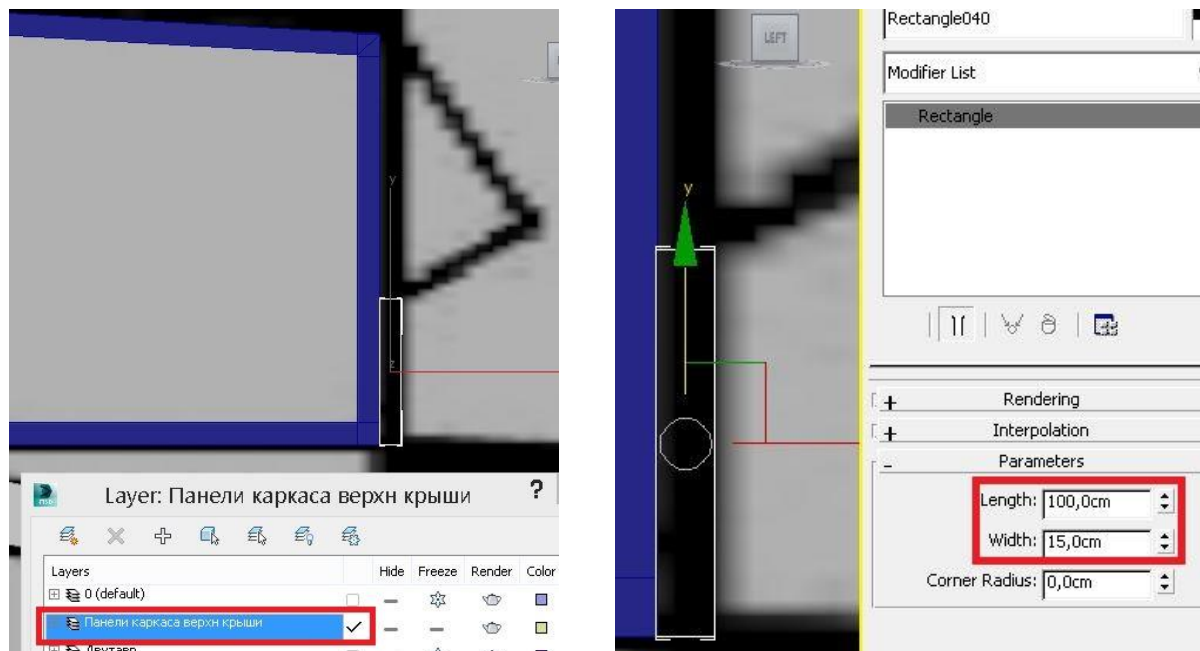 y
z
Layer: Панели каркаса верхн крыши
?
Layers Hide Freeze Render Color
0 (default)
Панели каркаса верхн крыши
LEFT
y
Rectangle040
Modifier List
Rectangle
Rendering
Interpolation
Parameters
Length: 100,0cm
Width: 15,0cm
Corner Radius: 0,0cm